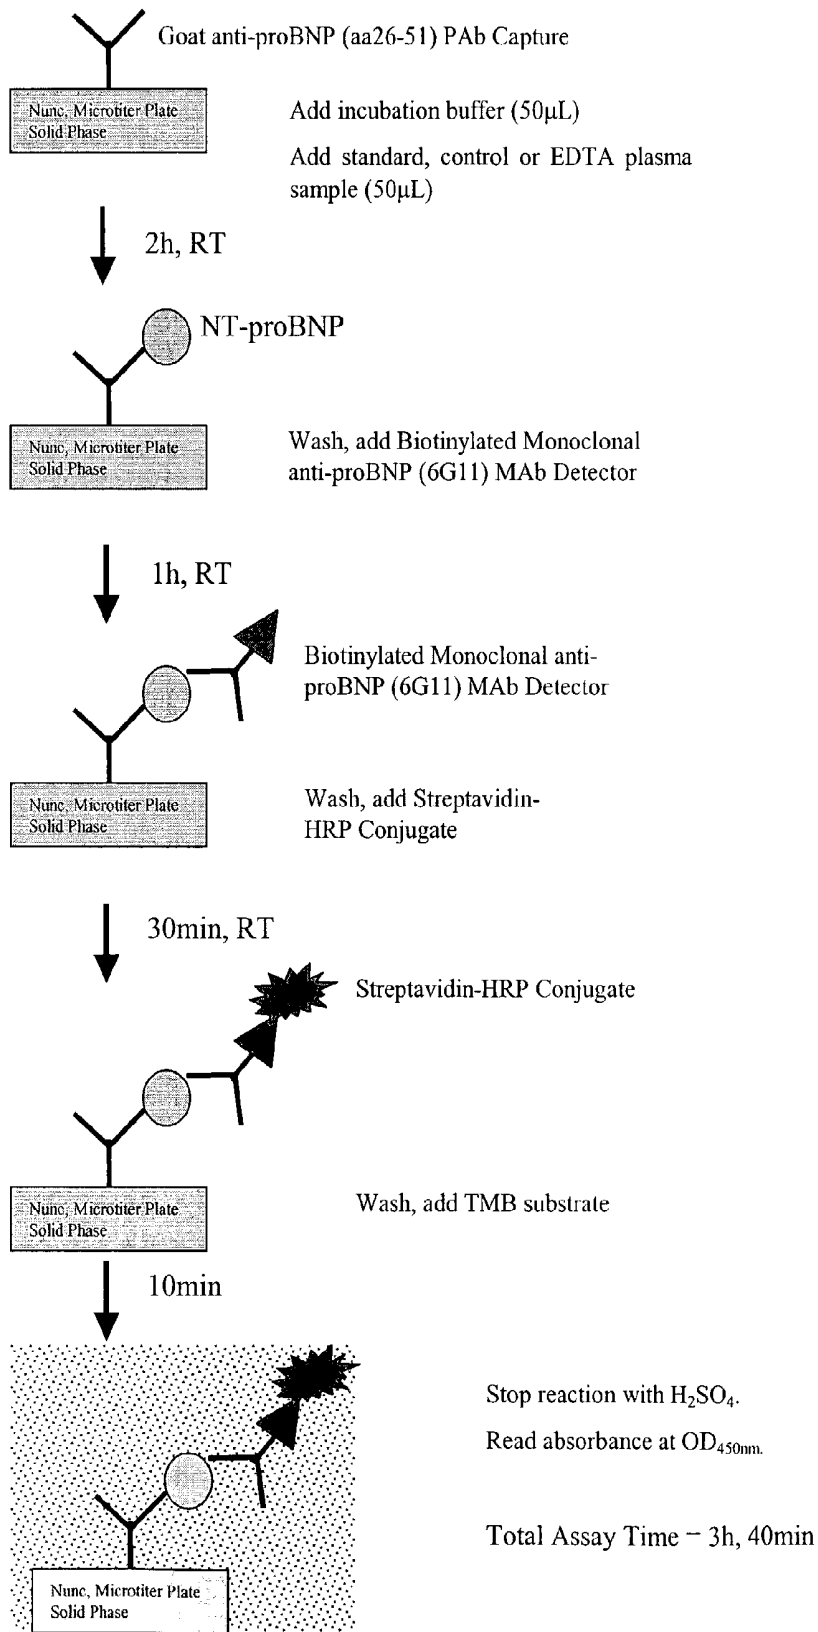 Goat anti-proBNP (aa26-51) PAb Capture
Nunc, Microtiter Plate
Solid Phase
Add incubation buffer (50µL)
Add standard, control or EDTA plasma
sample (50µL)
2h, RT
NT-proBNP
Nunc, Microtiter Plate
Solid Phase
Wash, add Biotinylated Monoclonal
anti-proBNP (6G11) MAb Detector
1h, RT
Biotinylated Monoclonal anti-
proBNP (6G11) MAb Detector
Nunc, Microtiter Plate
Solid Phase
Wash, add Streptavidin-
HRP Conjugate
30min, RT
Streptavidin-HRP Conjugate
Nunc, Microtiter Plate
Solid Phase
Wash, add TMB substrate
10min
Stop reaction with H₂SO₄.
Read absorbance at OD₄₅₀nm.
Total Assay Time – 3h, 40min
Nunc, Microtiter Plate
Solid Phase